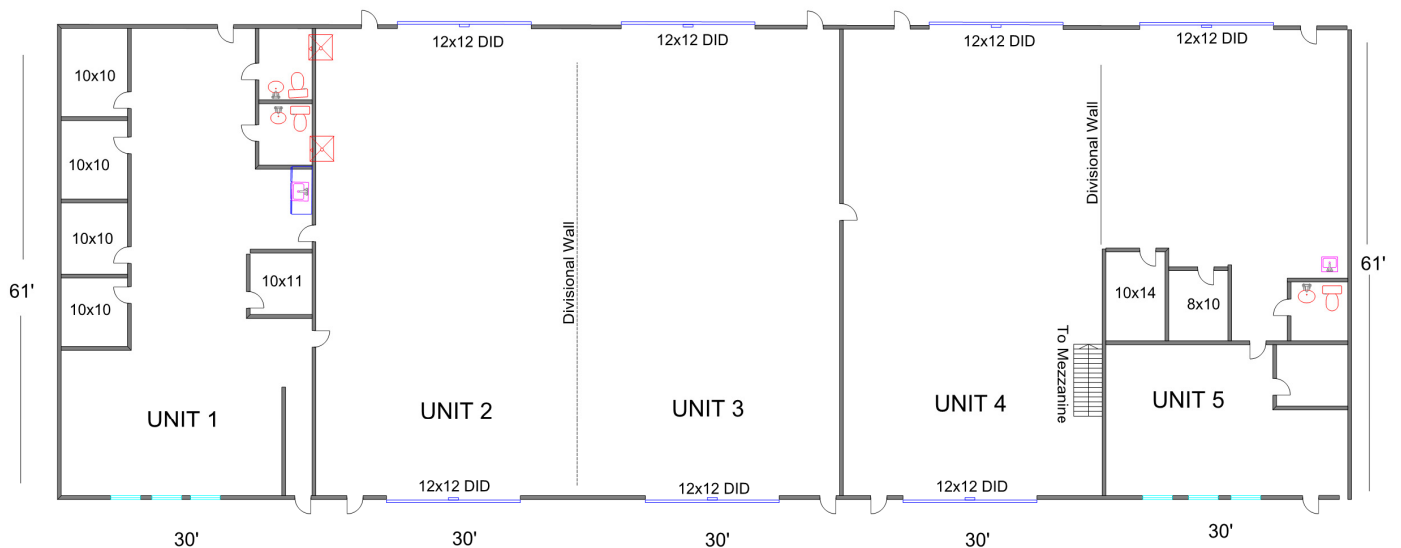 12x12 DID
12x12 DID
12x12 DID
12x12 DID
10x10
10x10
10x10
10x10
10x11
Divisional Wall
Divisional Wall
61'
61'
10x14
8x10
To Mezzanine
UNIT 1
UNIT 2
UNIT 3
UNIT 4
UNIT 5
12x12 DID
12x12 DID
12x12 DID
30'
30'
30'
30'
30'